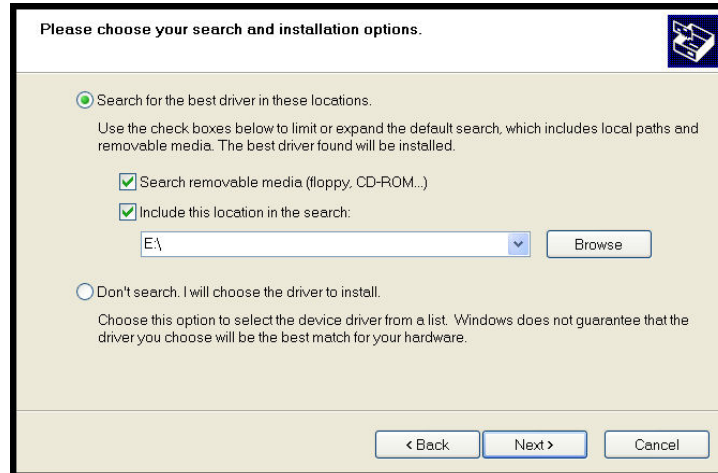 Please choose your search and installation options.
Search for the best driver in these locations.
Use the check boxes below to limit or expand the default search, which includes local paths and
removable media. The best driver found will be installed.
Search removable media (floppy, CD-ROM...)
Include this location in the search:
E:\
Browse
Don't search. I will choose the driver to install.
Choose this option to select the device driver from a list. Windows does not guarantee that the
driver you choose will be the best match for your hardware.
< Back Next > Cancel